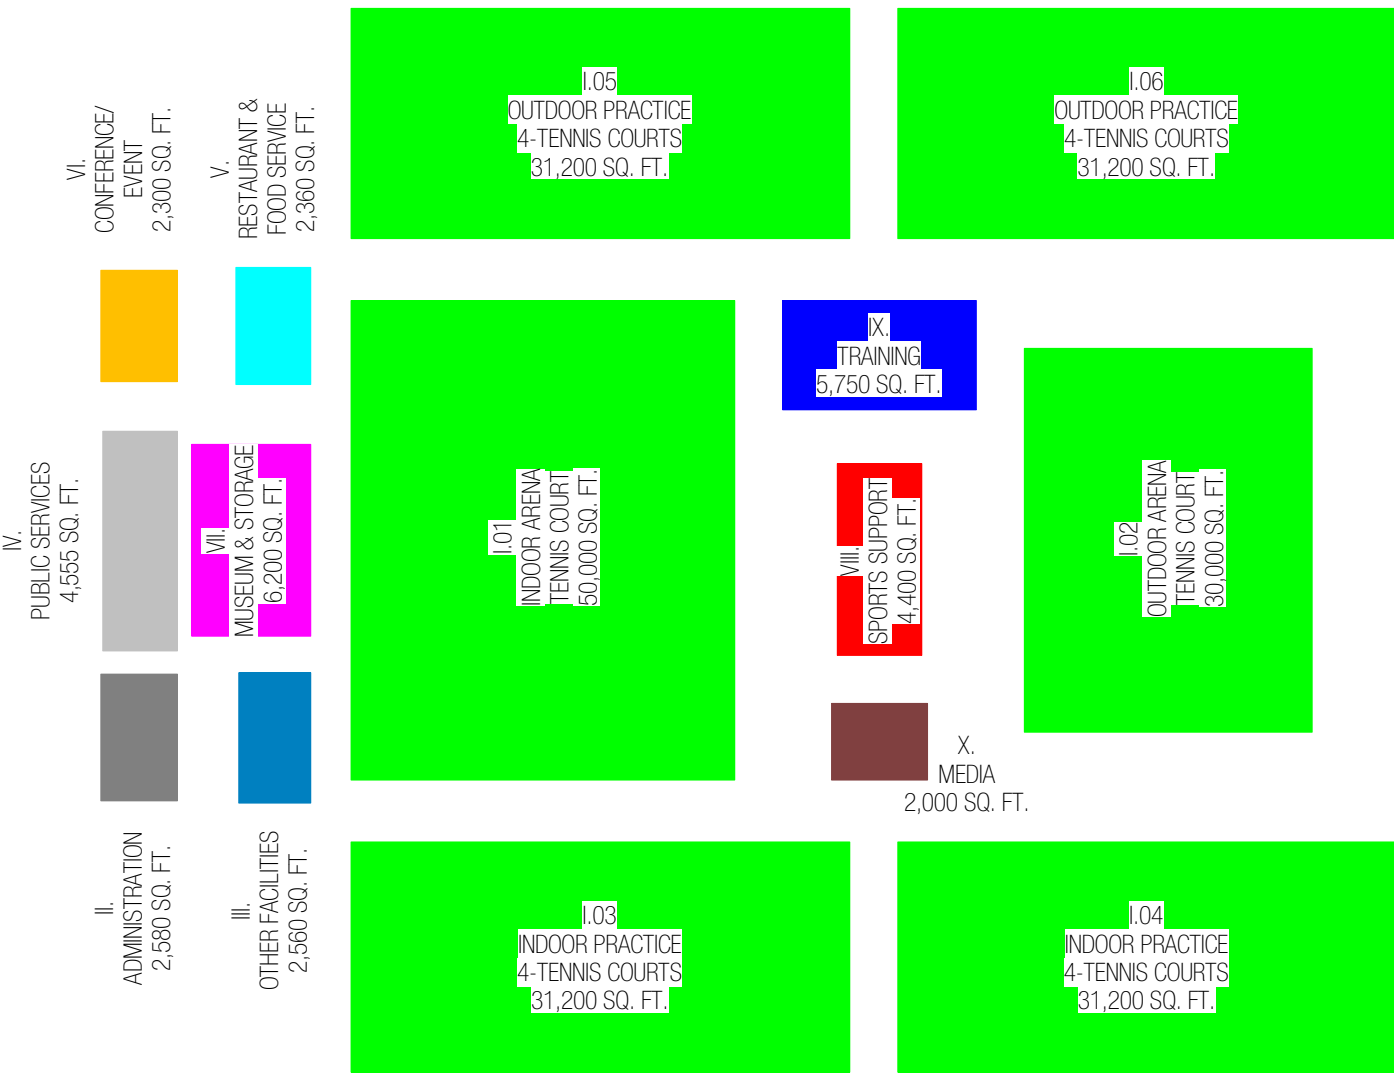 VI.
CONFERENCE/
EVENT
2,300 SQ. FT.
V.
RESTAURANT &
FOOD SERVICE
2,360 SQ. FT.
I.05
OUTDOOR PRACTICE
4-TENNIS COURTS
31,200 SQ. FT.
I.06
OUTDOOR PRACTICE
4-TENNIS COURTS
31,200 SQ. FT.
IV.
PUBLIC SERVICES
4,555 SQ. FT.
VII.
MUSEUM & STORAGE
6,200 SQ. FT.
I.01
INDOOR ARENA
TENNIS COURT
50,000 SQ. FT.
IX.
TRAINING
5,750 SQ. FT.
VIII.
SPORTS SUPPORT
4,400 SQ. FT.
I.02
OUTDOOR ARENA
TENNIS COURT
30,000 SQ. FT.
X.
MEDIA
2,000 SQ. FT.
II.
ADMINISTRATION
2,580 SQ. FT.
III.
OTHER FACILITIES
2,560 SQ. FT.
I.03
INDOOR PRACTICE
4-TENNIS COURTS
31,200 SQ. FT.
I.04
INDOOR PRACTICE
4-TENNIS COURTS
31,200 SQ. FT.